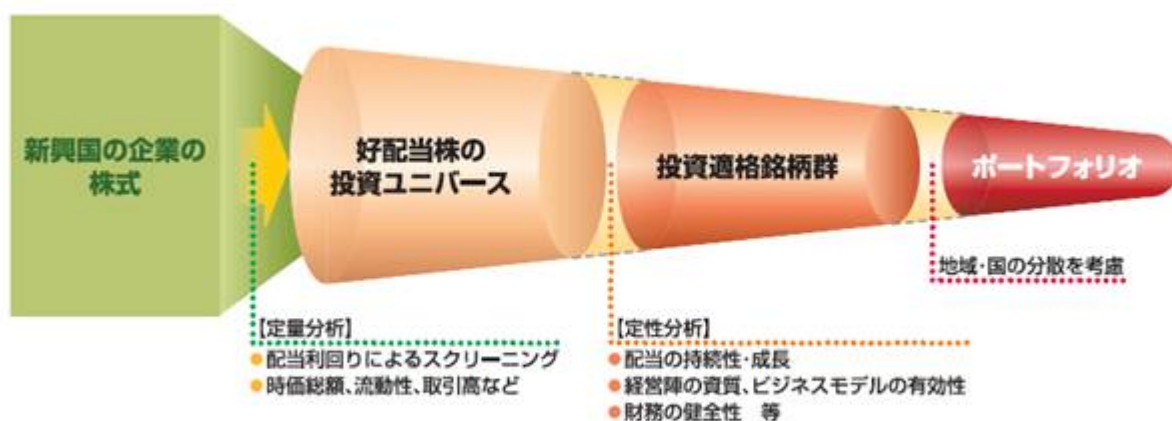 新興国の企業の
株式
好配当株の
投資ユニバース
投資適格銘柄群
ポートフォリオ
地域・国の分散を考慮
【定量分析】
●配当利回りによるスクリーニング
●時価総額、流動性、取引高など
【定性分析】
●配当の持続性・成長
●経営陣の資質、ビジネスモデルの有効性
●財務の健全性 等